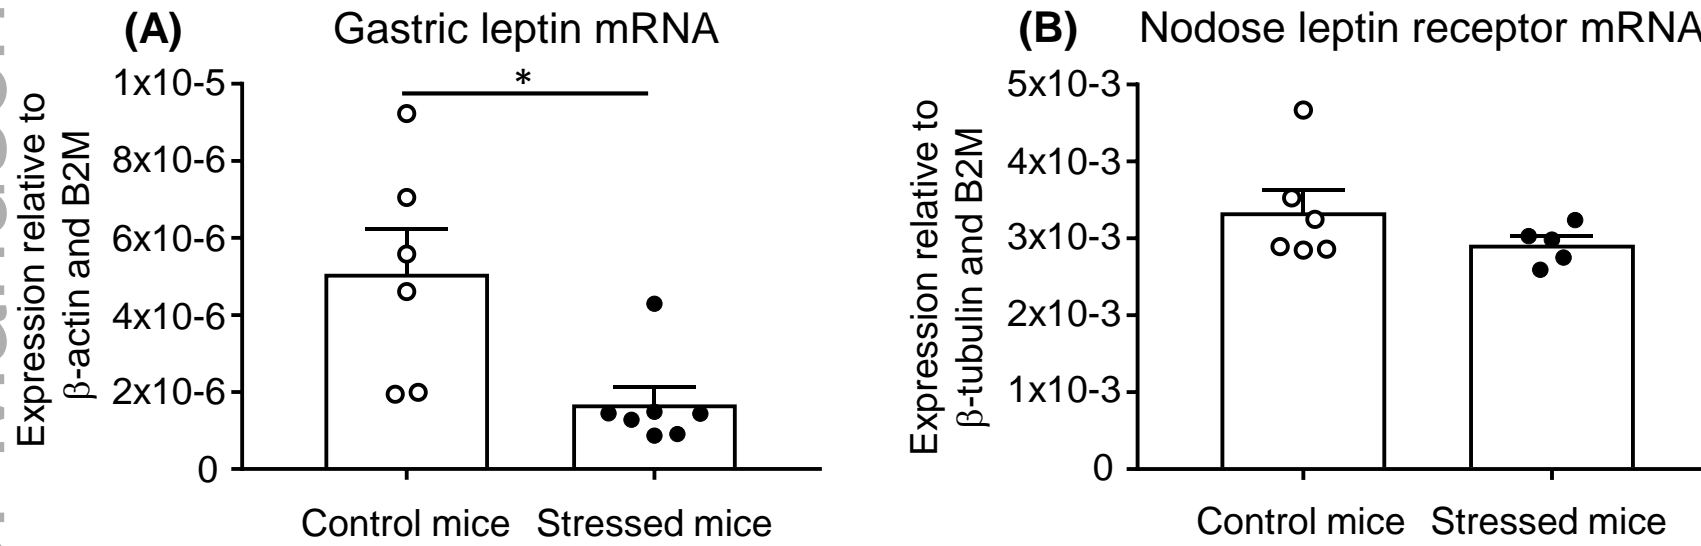 (A) Gastric leptin mRNA
*
Expression relative to
β-actin and B2M
1x10-5
8x10-6
6x10-6
4x10-6
2x10-6
0
Control mice Stressed mice
(B) Nodose leptin receptor mRNA
Expression relative to
β-tubulin and B2M
5x10-3
4x10-3
3x10-3
2x10-3
1x10-3
0
Control mice Stressed mice